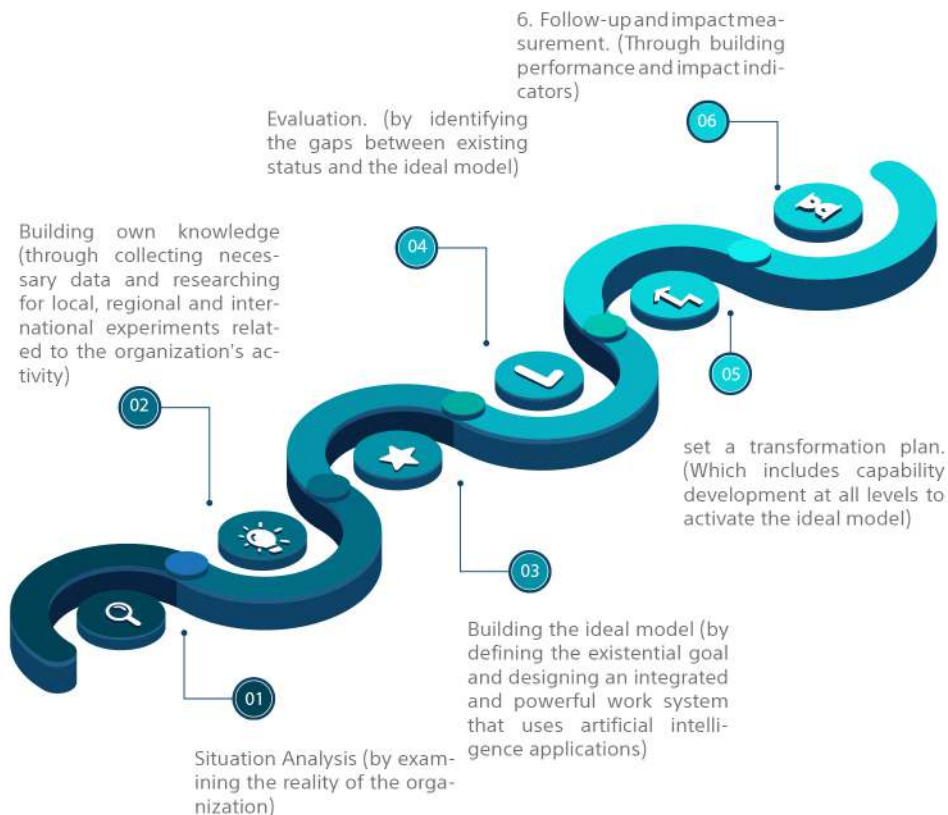 6. Follow-up and impact mea-
surement. (Through building
performance and impact indi-
cators)
06
Evaluation. (by identifying
the gaps between existing
status and the ideal model)
04
Building own knowledge
(through collecting neces-
sary data and researching
for local, regional and inter-
national experiments relat-
ed to the organization's ac-
tivity)
02
05
set a transformation plan.
(Which includes capability
development at all levels to
activate the ideal model)
03
Building the ideal model (by
defining the existential goal
and designing an integrated
and powerful work system
that uses artificial intelli-
gence applications)
01
Situation Analysis (by exam-
ining the reality of the orga-
nization)